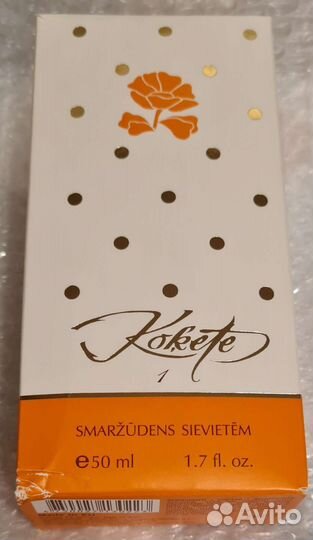 Kokete
1
SMARŽŪDENS SIEVIETĒM
℮50 ml 1.7 fl. oz.
Avito